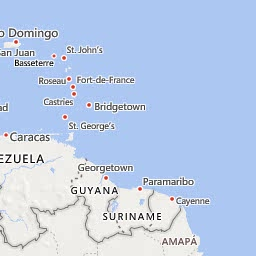 o Domingo
San Juan
St. John's
Basseterre
Roseau
Fort-de-France
Castries
Bridgetown
ad
St. George's
Caracas
EZUELA
Georgetown
GUYANA
Paramaribo
SURINAME
Cayenne
AMAPÁ